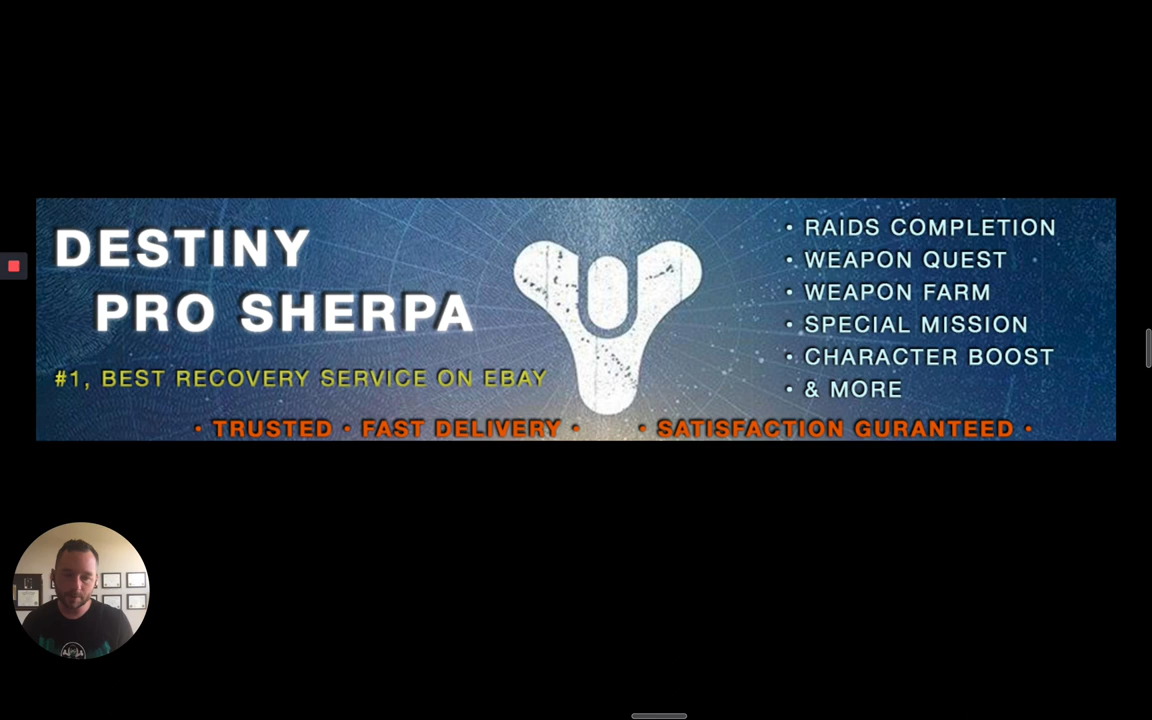 DESTINY
PRO SHERPA
#1, BEST RECOVERY SERVICE ON EBAY
• RAIDS COMPLETION
• WEAPON QUEST
• WEAPON FARM
• SPECIAL MISSION
• CHARACTER BOOST
• & MORE
• TRUSTED • FAST DELIVERY • • SATISFACTION GURANTEED •